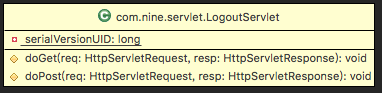 C com.nine.servlet.LogoutServlet
serialVersionUID: long
doGet(req: HttpServletRequest, resp: HttpServletResponse): void
doPost(req: HttpServletRequest, resp: HttpServletResponse): void